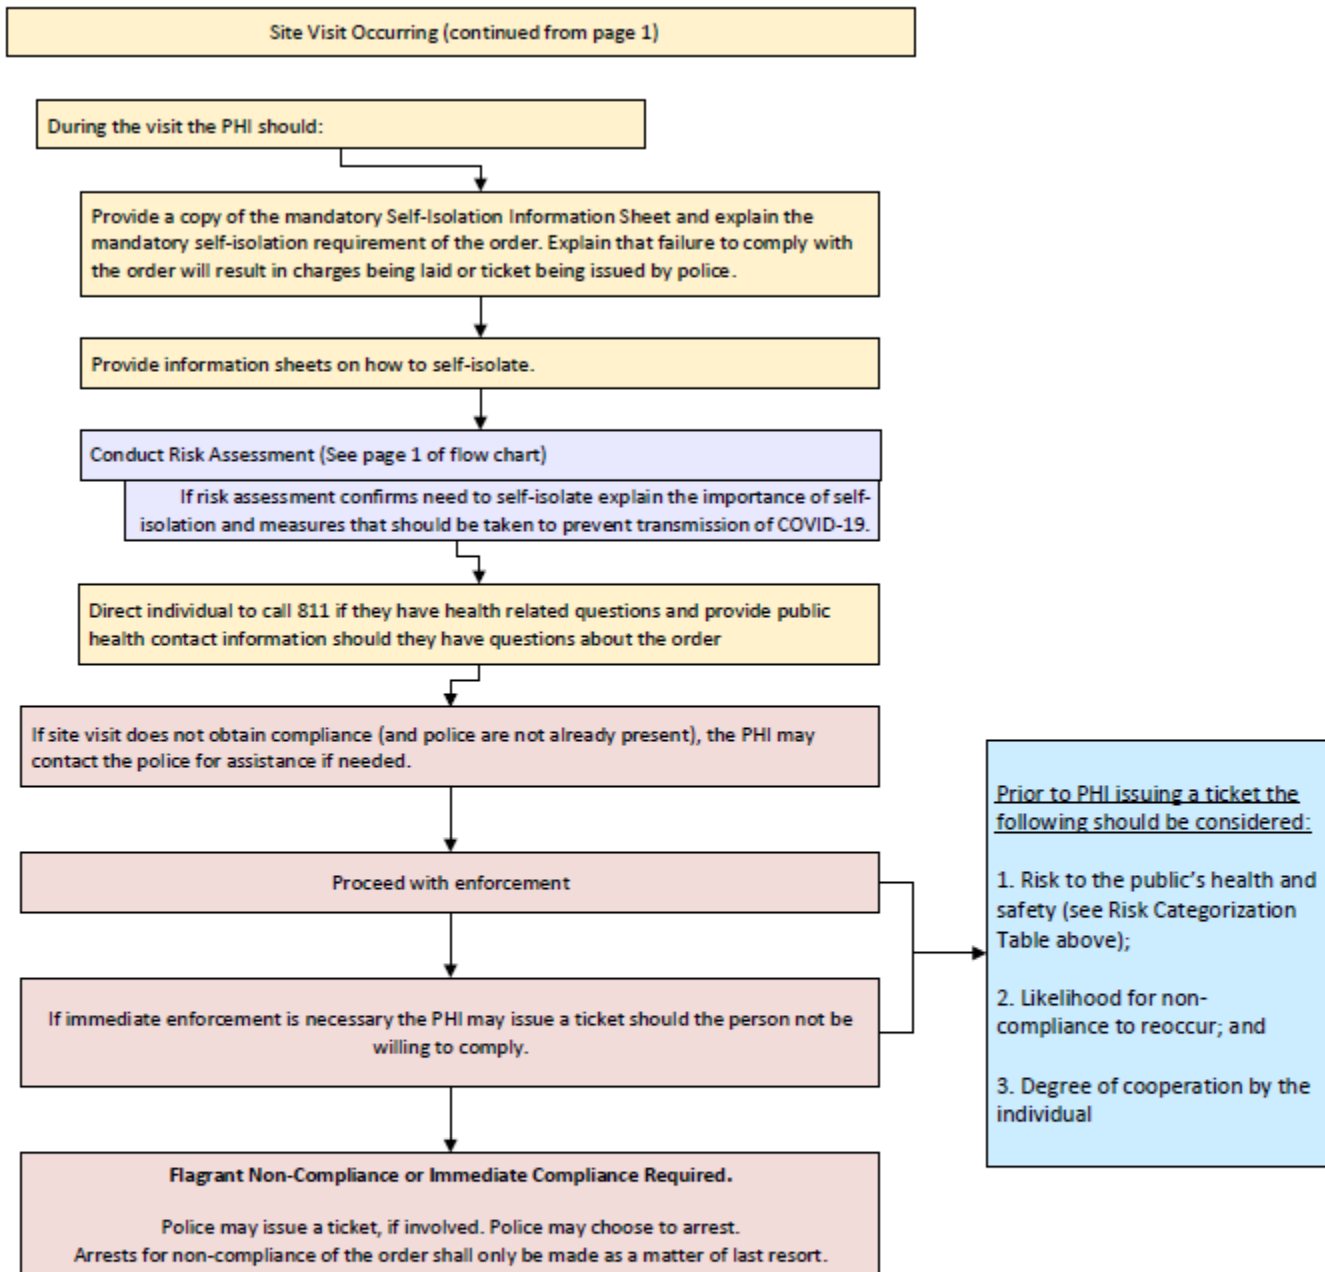 Site Visit Occurring (continued from page 1)
During the visit the PHI should:
Provide a copy of the mandatory Self-Isolation Information Sheet and explain the
mandatory self-isolation requirement of the order. Explain that failure to comply with
the order will result in charges being laid or ticket being issued by police.
Provide information sheets on how to self-isolate.
Conduct Risk Assessment (See page 1 of flow chart)
If risk assessment confirms need to self-isolate explain the importance of self-
isolation and measures that should be taken to prevent transmission of COVID-19.
Direct individual to call 811 if they have health related questions and provide public
health contact information should they have questions about the order
If site visit does not obtain compliance (and police are not already present), the PHI may
contact the police for assistance if needed.
Proceed with enforcement
If immediate enforcement is necessary the PHI may issue a ticket should the person not be
willing to comply.
Flagrant Non-Compliance or Immediate Compliance Required.
Police may issue a ticket, if involved. Police may choose to arrest.
Arrests for non-compliance of the order shall only be made as a matter of last resort.
Prior to PHI issuing a ticket the
following should be considered:
1. Risk to the public's health and
safety (see Risk Categorization
Table above);
2. Likelihood for non-
compliance to reoccur; and
3. Degree of cooperation by the
individual